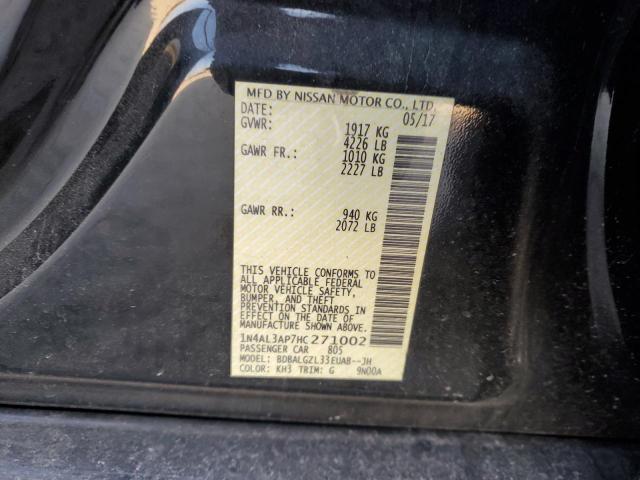 MFD BY NISSAN MOTOR CO., LTD.
DATE: 05/17
GVWR: 1917 KG
4226 LB
GAWR FR.: 1010 KG
2227 LB
GAWR RR.: 940 KG
2072 LB
THIS VEHICLE CONFORMS TO
ALL APPLICABLE FEDERAL
MOTOR VEHICLE SAFETY,
BUMPER, AND THEFT
PREVENTION STANDARDS IN
EFFECT ON THE DATE OF
MANUFACTURE SHOWN ABOVE.
1N4AL3AP7HC271002
PASSENGER CAR 805
MODEL: BDBALGZL33EUAB--JH
COLOR: KH3 TRIM: G 9N00A